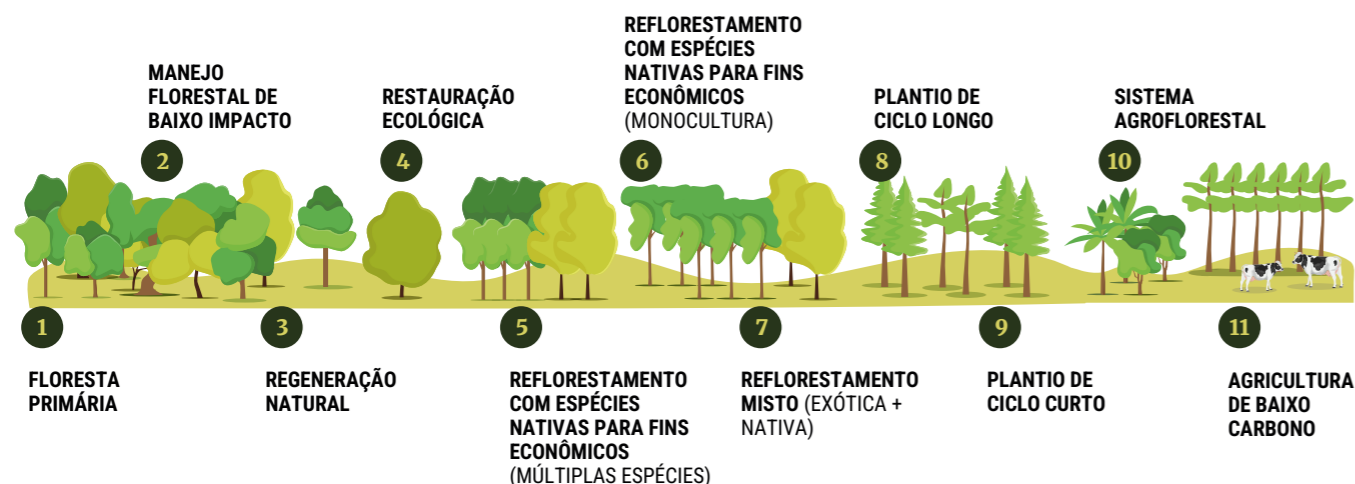 1
FLORESTA
PRIMÁRIA
MANEJO
FLORESTAL DE
BAIXO IMPACTO
2
3
REGENERAÇÃO
NATURAL
RESTAURAÇÃO
ECOLÓGICA
4
5
REFLORESTAMENTO
COM ESPÉCIES
NATIVAS PARA FINS
ECONÔMICOS
(MÚLTIPLAS ESPÉCIES)
REFLORESTAMENTO
COM ESPÉCIES
NATIVAS PARA FINS
ECONÔMICOS
(MONOCULTURA)
6
7
REFLORESTAMENTO
MISTO (EXÓTICA +
NATIVA)
PLANTIO DE
CICLO LONGO
8
9
PLANTIO DE
CICLO CURTO
SISTEMA
AGROFLORESTAL
10
11
AGRICULTURA
DE BAIXO
CARBONO